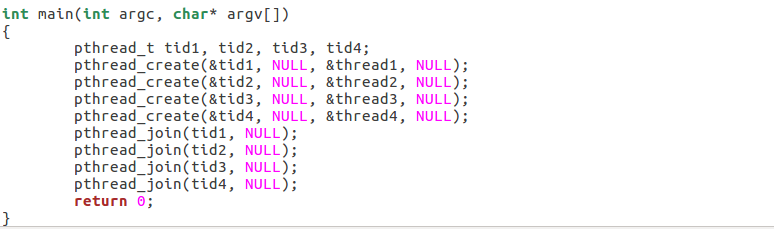 int main(int argc, char* argv[])
{
        pthread_t tid1, tid2, tid3, tid4;
        pthread_create(&tid1, NULL, &thread1, NULL);
        pthread_create(&tid2, NULL, &thread2, NULL);
        pthread_create(&tid3, NULL, &thread3, NULL);
        pthread_create(&tid4, NULL, &thread4, NULL);
        pthread_join(tid1, NULL);
        pthread_join(tid2, NULL);
        pthread_join(tid3, NULL);
        pthread_join(tid4, NULL);
        return 0;
}